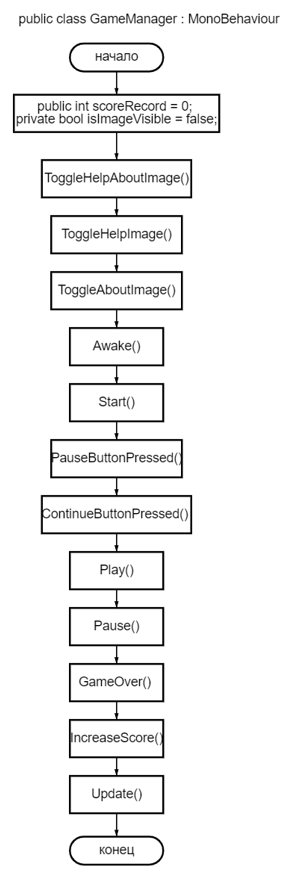 public class GameManager : MonoBehaviour
начало
public int scoreRecord = 0;
private bool isImageVisible = false;
ToggleHelpAboutImage()
ToggleHelpImage()
ToggleAboutImage()
Awake()
Start()
PauseButtonPressed()
ContinueButtonPressed()
Play()
Pause()
GameOver()
IncreaseScore()
Update()
конец